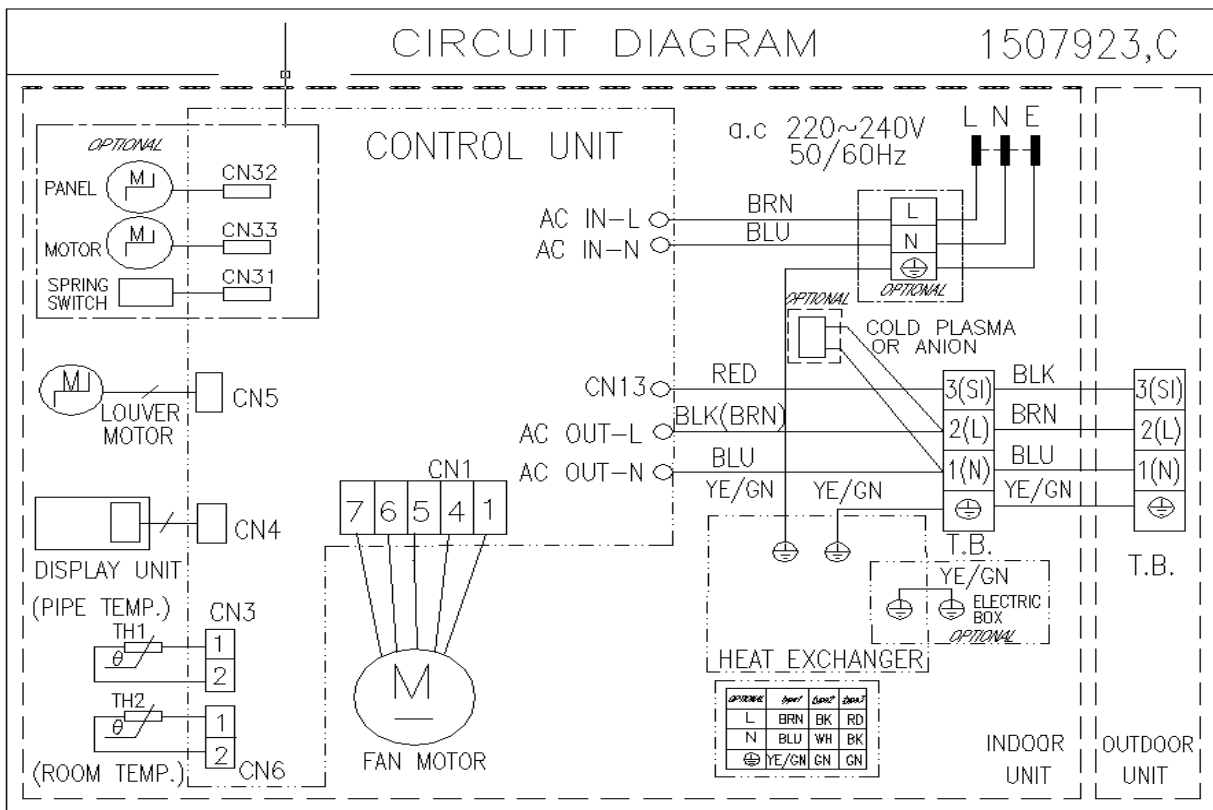 CIRCUIT DIAGRAM 1507923,C
OPTIONAL
PANEL M CN32
MOTOR M CN33
SPRING
SWITCH
CN31
CONTROL UNIT
a.c 220~240V
50/60Hz
L N E
AC IN-L BRN L
AC IN-N BLU N
OPTIONAL
OPTIONAL
COLD PLASMA
OR ANION
M CN5
LOUVER
MOTOR
CN13 RED 3(SI) BLK 3(SI)
AC OUT-L BLK(BRN) 2(L) BRN 2(L)
AC OUT-N BLU 1(N) BLU 1(N)
YE/GN YE/GN YE/GN
T.B. T.B.
CN1
7 6 5 4 1
CN4
DISPLAY UNIT
(PIPE TEMP.)
TH1 CN3
θ 1
2
TH2
θ 1
2
(ROOM TEMP.) CN6
M
FAN MOTOR
YE/GN
ELECTRIC
BOX
OPTIONAL
HEAT EXCHANGER
OPTIONAL type1 type2 type3
L BRN BK RD
N BLU WH BK
YE/GN GN GN
INDOOR
UNIT
OUTDOOR
UNIT